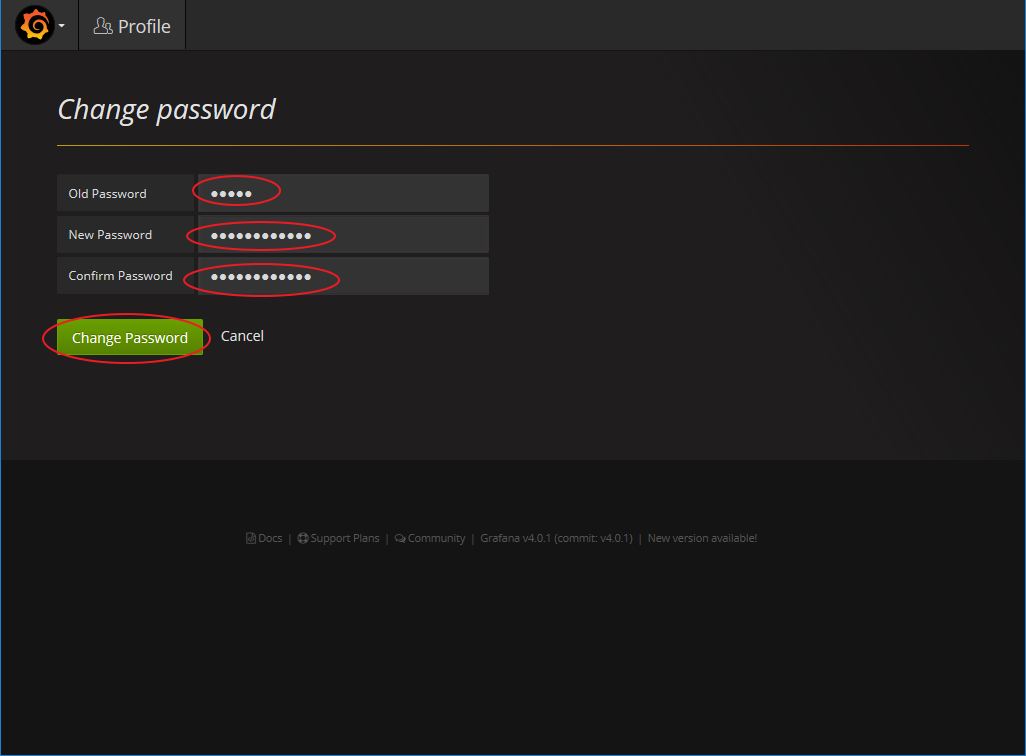 Profile
Change password
Old Password •••••
New Password ••••••••••••
Confirm Password ••••••••••••
Change Password Cancel
Docs | Support Plans | Community | Grafana v4.0.1 (commit: v4.0.1) | New version available!